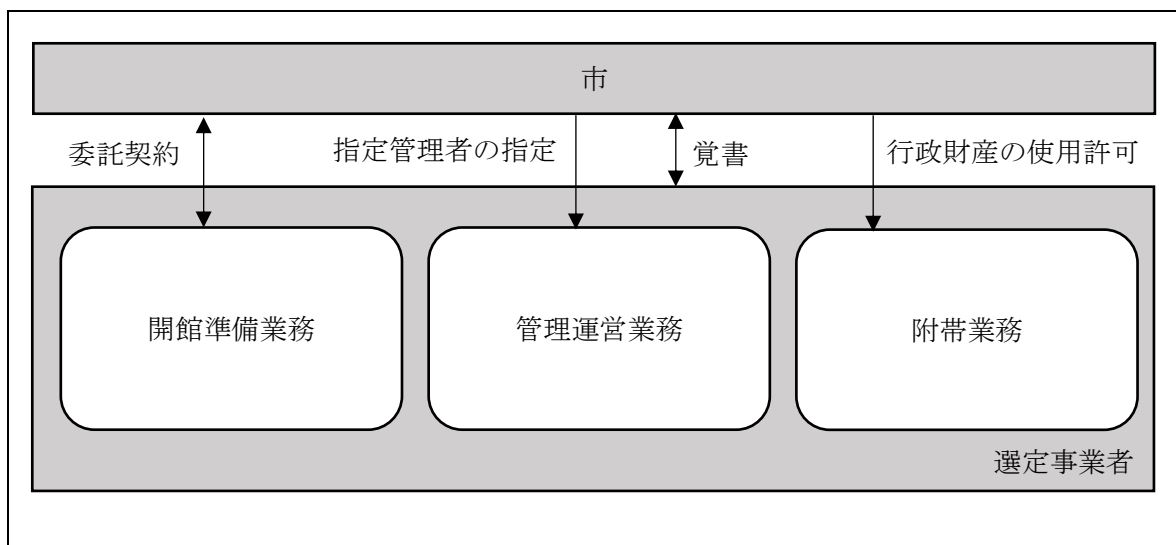 市
委託契約
指定管理者の指定
覚書
行政財産の使用許可
開館準備業務
管理運営業務
附帯業務
選定事業者